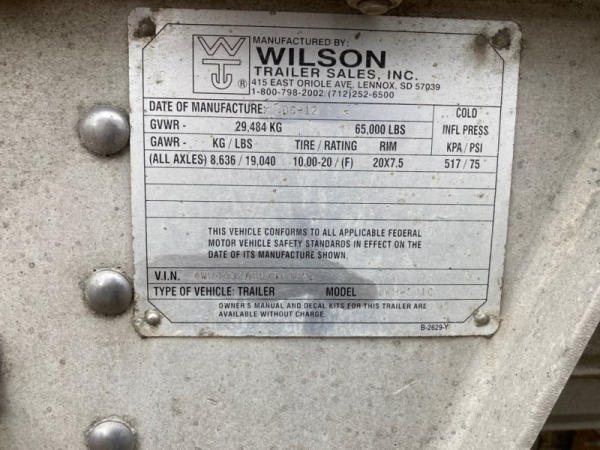 MANUFACTURED BY:
WILSON
TRAILER SALES, INC.
415 EAST ORIOLE AVE, LENNOX, SD 57039
1-800-798-2002 / (712)252-6500
WT ®
DATE OF MANUFACTURE:
COLD
GVWR - 29,484 KG 65,000 LBS
INFL PRESS
GAWR - KG / LBS TIRE / RATING RIM KPA / PSI
(ALL AXLES) 8,636 / 19,040 10.00-20 / (F) 20X7.5 517 / 75
THIS VEHICLE CONFORMS TO ALL APPLICABLE FEDERAL
MOTOR VEHICLE SAFETY STANDARDS IN EFFECT ON THE
DATE OF ITS MANUFACTURE SHOWN.
V.I.N.
TYPE OF VEHICLE: TRAILER MODEL
OWNER'S MANUAL AND DECAL KITS FOR THIS TRAILER ARE
AVAILABLE WITHOUT CHARGE.
B-2629-Y